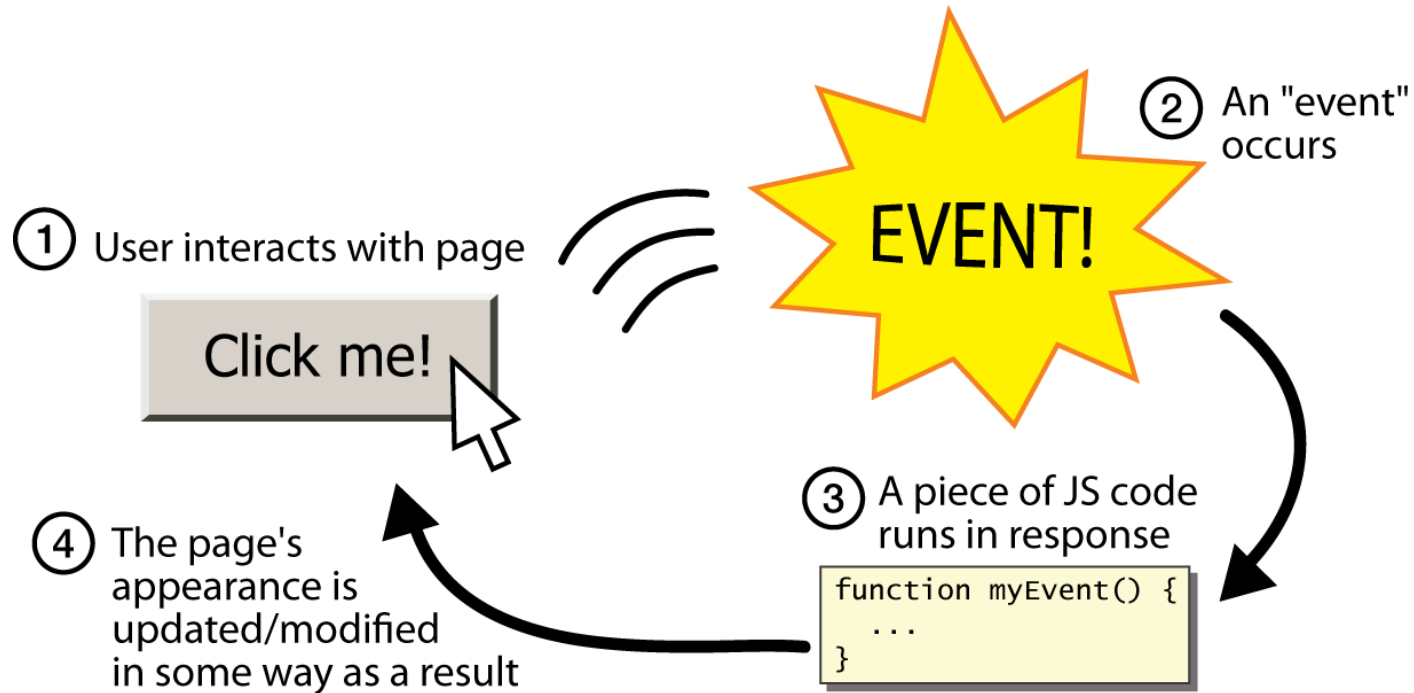 1 User interacts with page
Click me!
EVENT!
2 An "event"
occurs
3 A piece of JS code
runs in response
function myEvent() {
  ...
}
4 The page's
appearance is
updated/modified
in some way as a result